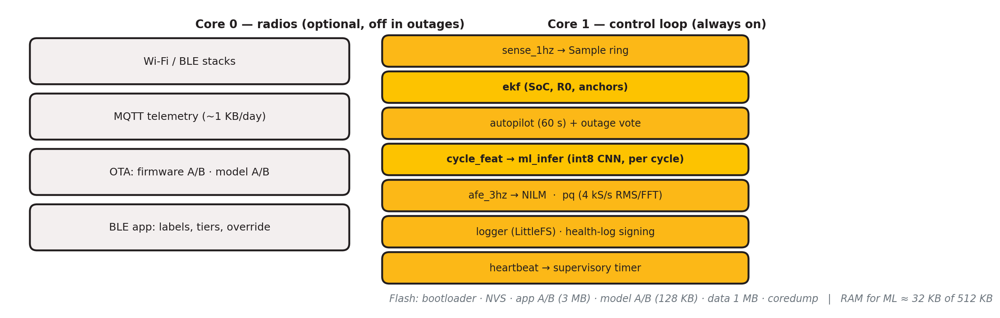 Core 0 — radios (optional, off in outages)
Wi-Fi / BLE stacks
MQTT telemetry (~1 KB/day)
OTA: firmware A/B · model A/B
BLE app: labels, tiers, override
Core 1 — control loop (always on)
sense_1hz → Sample ring
ekf (SoC, R0, anchors)
autopilot (60 s) + outage vote
cycle_feat → ml_infer (int8 CNN, per cycle)
afe_3hz → NILM · pq (4 kS/s RMS/FFT)
logger (LittleFS) · health-log signing
heartbeat → supervisory timer
Flash: bootloader · NVS · app A/B (3 MB) · model A/B (128 KB) · data 1 MB · coredump | RAM for ML ≈ 32 KB of 512 KB